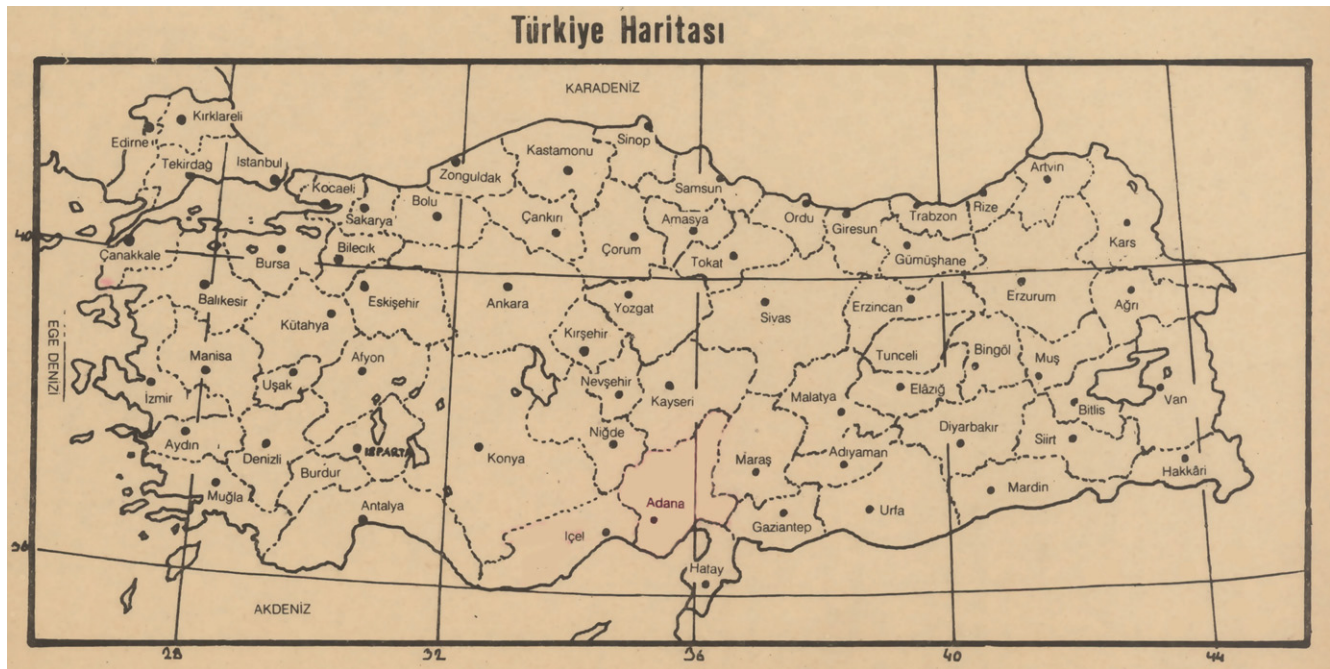 Türkiye Haritası
KARADENİZ
Kırklareli
Edirne
Sinop
Kastamonu
Tekirdağ
İstanbul
Zonguldak
Artvin
Kocaeli
Samsun
Bolu
Rize
Sakarya
Çankırı
Amasya
Ordu
Trabzon
Giresun
40
Kars
Çanakkale
Bilecık
Çorum
Bursa
Tokat
Gümüşhane
Balıkesir
Eskişehir
Ankara
Yozgat
Sivas
Erzincan
Erzurum
Ağrı
Kütahya
Kırşehir
EGE DENİZİ
Manisa
Afyon
Tunceli
Bingöl
Muş
Uşak
Nevşehir
İzmir
Kayseri
Malatya
Elâzığ
Van
Bitlis
Aydın
Denizli
ISPARTA
Niğde
Diyarbakır
Siirt
Konya
Maraş
Adıyaman
Burdur
Hakkâri
Muğla
Antalya
Adana
Mardin
Urfa
Gaziantep
İçel
36
Hatay
AKDENİZ
28
32
36
40
44